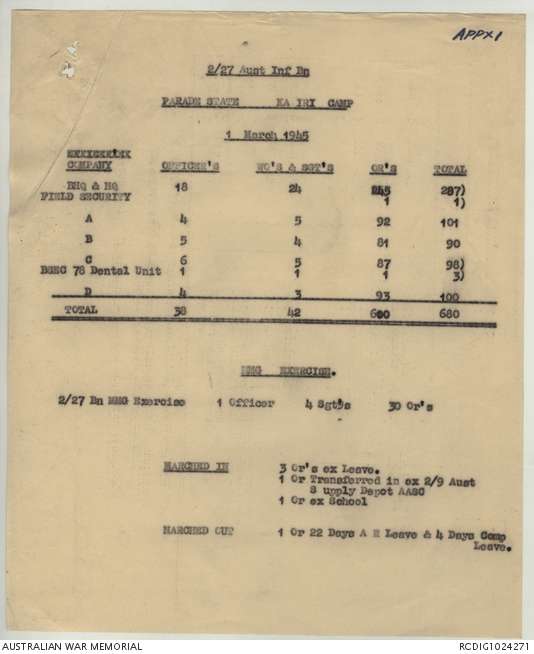 APPX 1
2/27 Aust Inf Bn
PARADE STATE KA IRI CAMP
1 March 1945
COMPANY OFFICER'S WO'S & SGT'S OR'S TOTAL
BHQ & HQ 18 24 245 287)
FIELD SECURITY 1 1)
A 4 5 92 101
B 5 4 81 90
C 6 5 87 98)
78 Dental Unit 1 1 1 3)
D 4 3 93 100
TOTAL 38 42 600 680
MMG EXERCISE.
2/27 Bn MMG Exercise 1 Officer 4 Sgt's 30 Or's
MARCHED IN 3 Or's ex Leave.
1 Or Transferred in ex 2/9 Aust
S upply Depot AASC
1 Or ex School
MARCHED OUT 1 Or 22 Days A R Leave & 4 Days Comp
Leave.
AUSTRALIAN WAR MEMORIAL RCDIG1024271